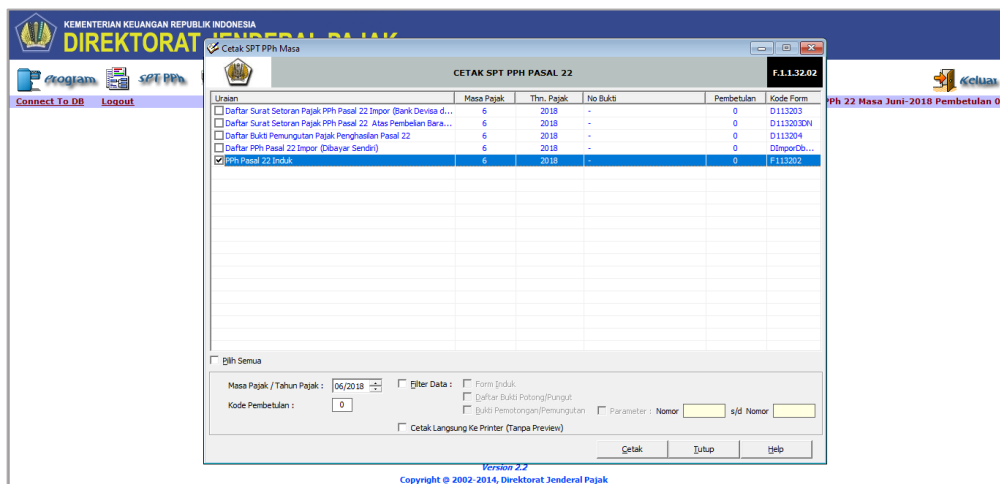 KEMENTERIAN KEUANGAN REPUBLIK INDONESIA
DIREKTORAT JENDERAL PAJAK
Program SPT PPh Keluar
Connect To DB Logout
PPh 22 Masa Juni-2018 Pembetulan 0
Cetak SPT PPh Masa
CETAK SPT PPH PASAL 22 F.1.1.32.02
Uraian Masa Pajak Thn. Pajak No Bukti Pembetulan Kode Form
Daftar Surat Setoran Pajak PPh Pasal 22 Impor (Bank Devisa d... 6 2018 - 0 D113203
Daftar Surat Setoran Pajak PPh Pasal 22 Atas Pembelian Bara... 6 2018 - 0 D113203DN
Daftar Bukti Pemungutan Pajak Penghasilan Pasal 22 6 2018 - 0 D113204
Daftar PPh Pasal 22 Impor (Dibayar Sendiri) 6 2018 - 0 DImporDb...
PPh Pasal 22 Induk 6 2018 - 0 F113202
Pilih Semua
Masa Pajak / Tahun Pajak : 06/2018 Filter Data : Form Induk
Daftar Bukti Potong/Pungut
Kode Pembetulan : 0 Bukti Pemotongan/Pemungutan Parameter : Nomor s/d Nomor
Cetak Langsung Ke Printer (Tanpa Preview)
Cetak Tutup Help
Version 2.2
Copyright @ 2002-2014, Direktorat Jenderal Pajak